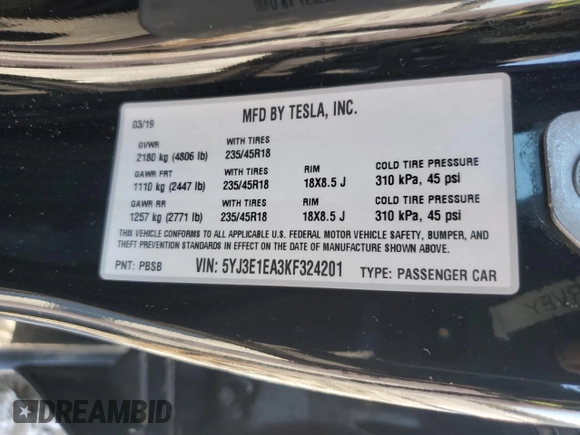 MFD BY TESLA, INC.
03/19
GVWR WITH TIRES
2180 kg (4806 lb) 235/45R18
GAWR FRT WITH TIRES RIM COLD TIRE PRESSURE
1110 kg (2447 lb) 235/45R18 18X8.5 J 310 kPa, 45 psi
GAWR RR WITH TIRES RIM COLD TIRE PRESSURE
1257 kg (2771 lb) 235/45R18 18X8.5 J 310 kPa, 45 psi
THIS VEHICLE CONFORMS TO ALL APPLICABLE U.S. FEDERAL MOTOR VEHICLE SAFETY, BUMPER, AND
THEFT PREVENTION STANDARDS IN EFFECT ON THE DATE OF MANUFACTURE SHOWN ABOVE.
PNT: PBSB VIN: 5YJ3E1EA3KF324201 TYPE: PASSENGER CAR
DREAMBID